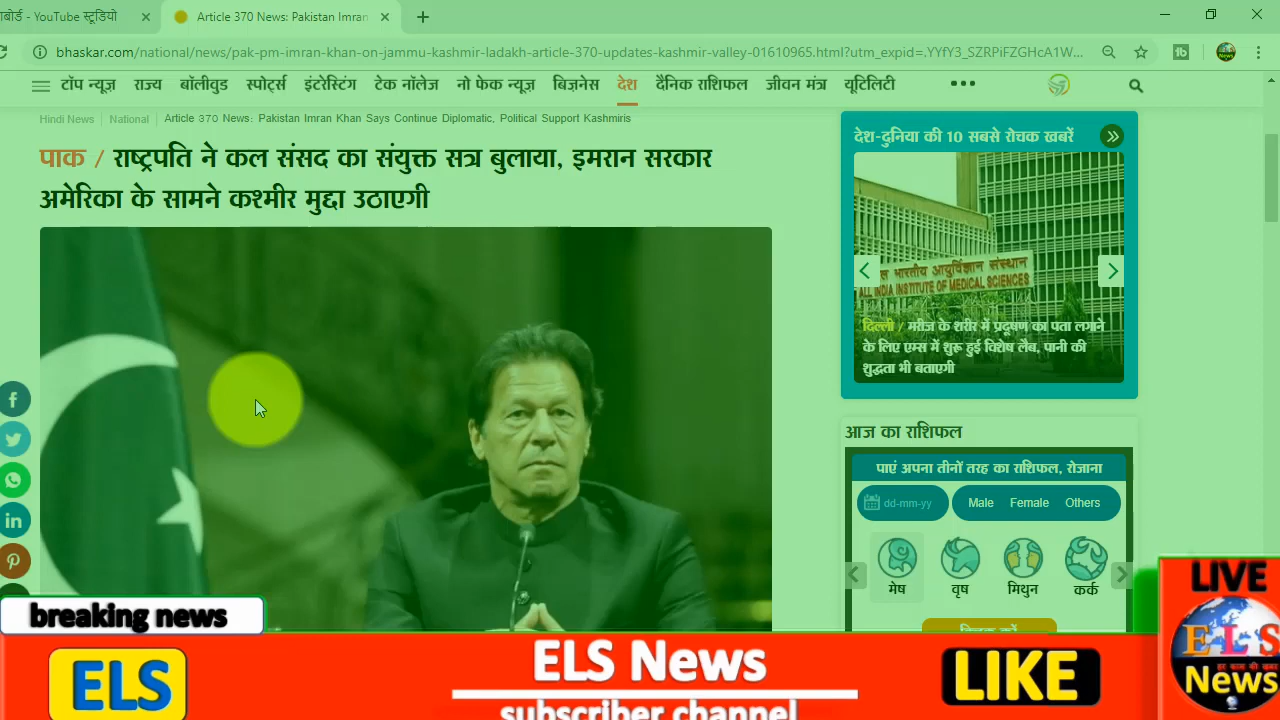 बोर्ड - YouTube स्टूडियो
Article 370 News: Pakistan Imran
bhaskar.com/national/news/pak-pm-imran-khan-on-jammu-kashmir-ladakh-article-370-updates-kashmir-valley-01610965.html?utm_expid=.YYfY3_SZRPiFZGHcA1W...
टॉप न्यूज़ राज्य बॉलीवुड स्पोर्ट्स इंटरेस्टिंग टेक नॉलेज नो फेक न्यूज़ बिज़नेस देश दैनिक राशिफल जीवन मंत्र यूटिलिटी
Hindi News National Article 370 News: Pakistan Imran Khan Says Continue Diplomatic, Political Support Kashmiris
पाक / राष्ट्रपति ने कल संसद का संयुक्त सत्र बुलाया, इमरान सरकार
अमेरिका के सामने कश्मीर मुद्दा उठाएगी
देश-दुनिया की 10 सबसे रोचक खबरें
भारतीय आयुर्विज्ञान संस्थान
ALL INDIA INSTITUTE OF MEDICAL SCIENCES
दिल्ली / मरीज के शरीर में प्रदूषण का पता लगाने
के लिए एम्स में शुरू हुई विशेष लैब, पानी की
शुद्धता भी बताएगी
आज का राशिफल
पाएं अपना तीनों तरह का राशिफल, रोजाना
dd-mm-yy Male Female Others
मेष वृष मिथुन कर्क
breaking news
LIVE
ELS
ELS News
LIKE
subscriber channel
ELS
हर काम की खबर
News